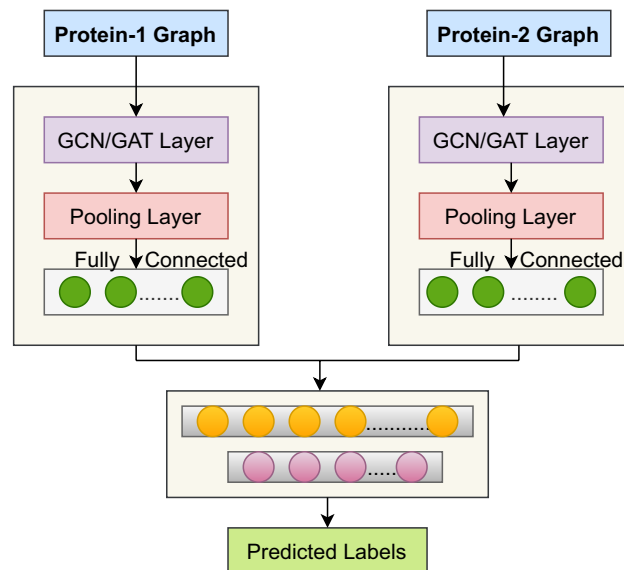 Protein-1 Graph
Protein-2 Graph
GCN/GAT Layer
GCN/GAT Layer
Pooling Layer
Pooling Layer
Fully Connected
Fully Connected
.......
........
...........
.....
Predicted Labels